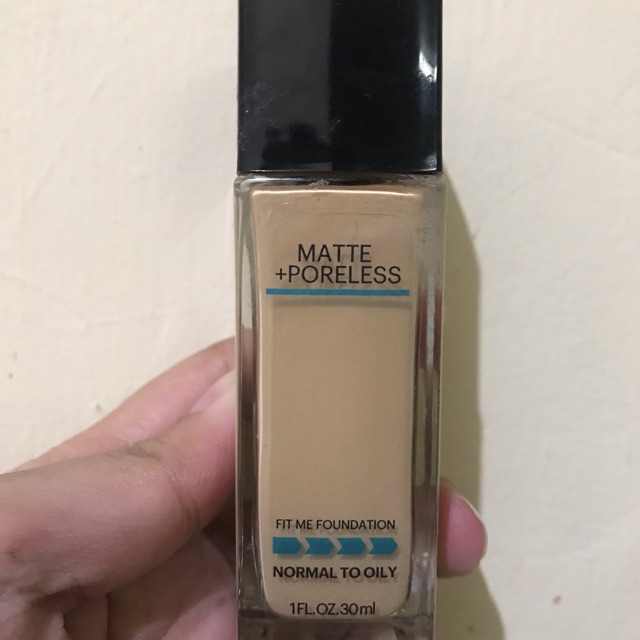 MATTE
+PORELESS
FIT ME FOUNDATION
NORMAL TO OILY
1FL.OZ.30ml